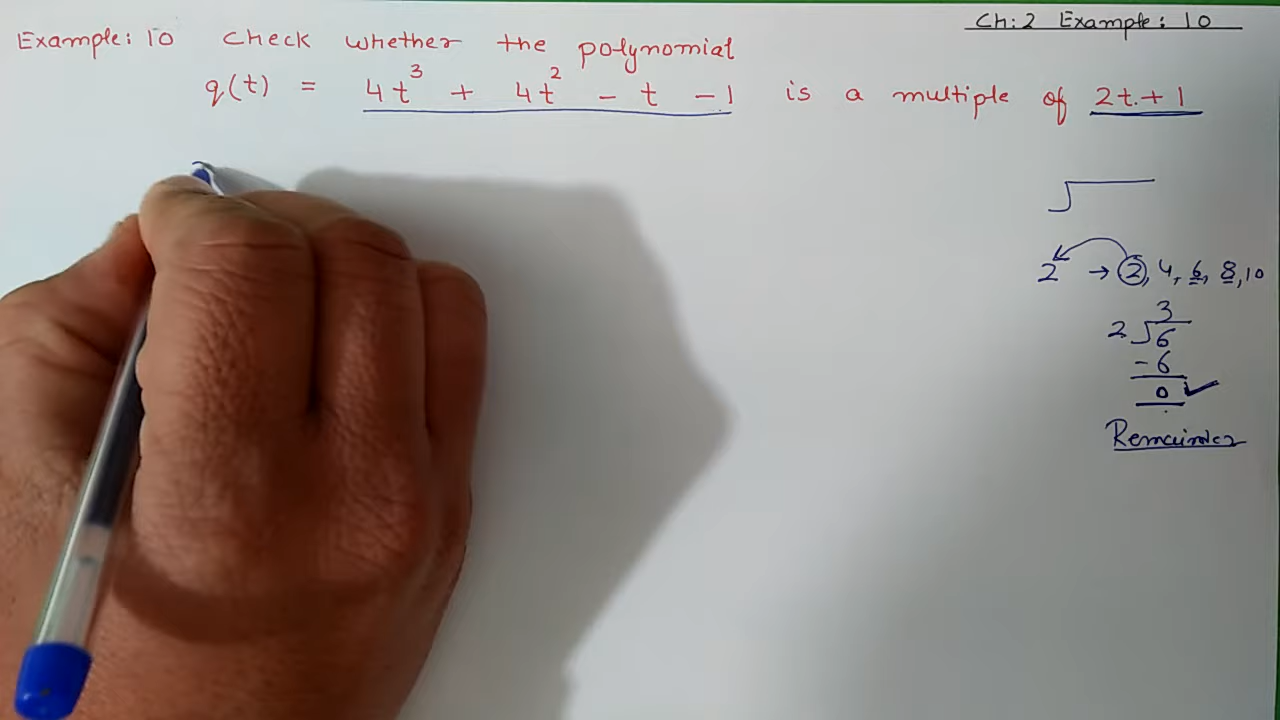 Ch:2 Example: 10
Example: 10 Check whether the polynomial
q(t) = 4t³ + 4t² - t - 1 is a multiple of 2t + 1
2 → 2, 4, 6, 8, 10
3
2 6
- 6
0 ✓
Remainder